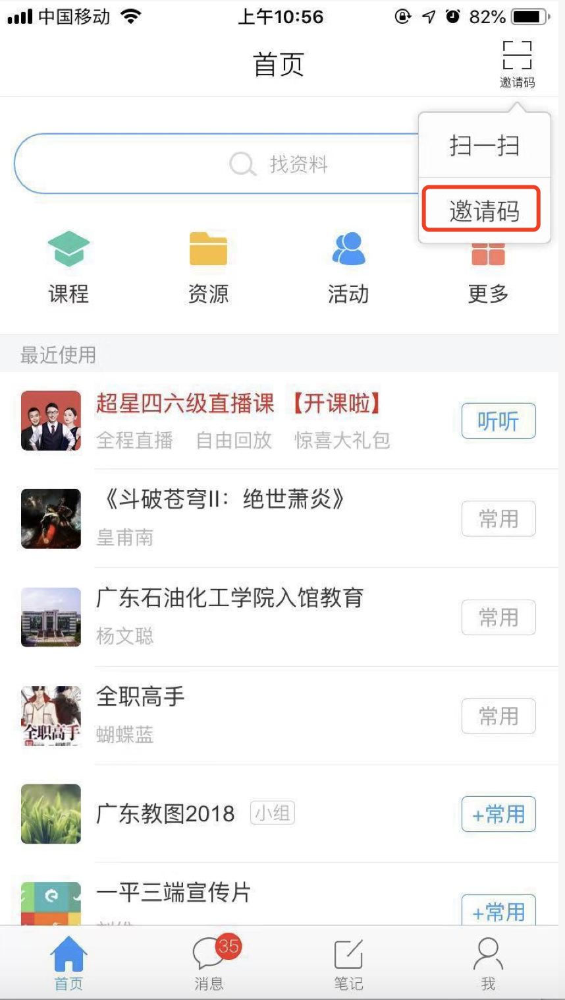 中国移动 上午10:56 82%
首页
邀请码
扫一扫
找资料
邀请码
课程 资源 活动 更多
最近使用
超星四六级直播课 【开课啦】
听听
全程直播 自由回放 惊喜大礼包
《斗破苍穹II：绝世萧炎》
常用
皇甫南
广东石油化工学院入馆教育
常用
杨文聪
全职高手
常用
全职高手
蝴蝶蓝
广东教图2018 小组 +常用
一平三端宣传片
+常用
35
首页 消息 笔记 我